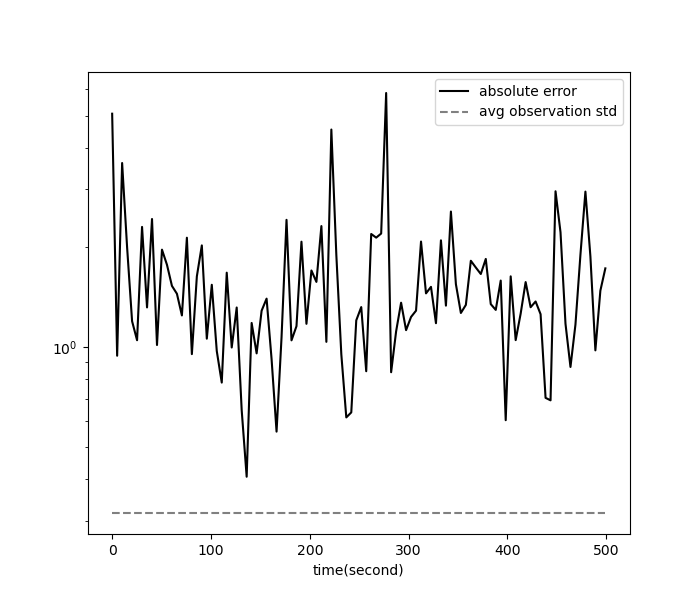 absolute error
avg observation std
10⁰
0 100 200 300 400 500
time(second)